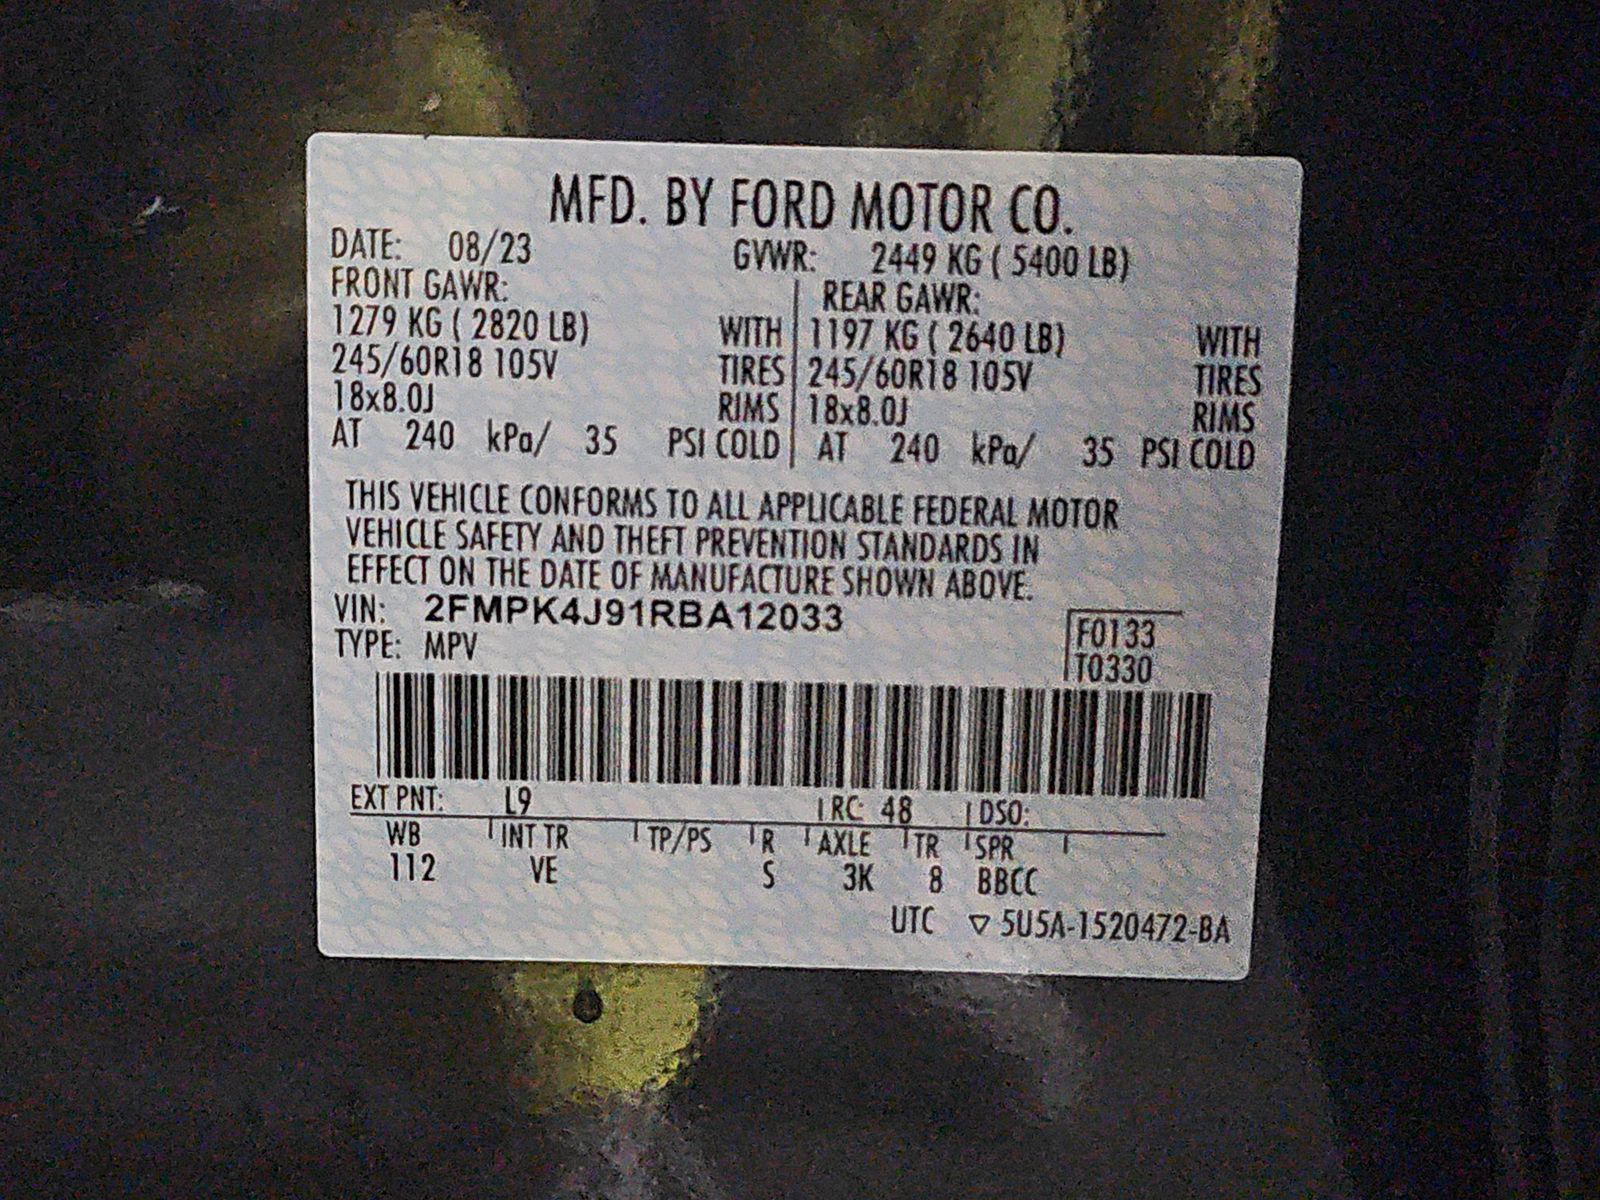 MFD. BY FORD MOTOR CO.
DATE: 08/23 GVWR: 2449 KG ( 5400 LB)
FRONT GAWR: REAR GAWR:
1279 KG ( 2820 LB) WITH 1197 KG ( 2640 LB) WITH
245/60R18 105V TIRES 245/60R18 105V TIRES
18x8.0J RIMS 18x8.0J RIMS
AT 240 kPa/ 35 PSI COLD AT 240 kPa/ 35 PSI COLD
THIS VEHICLE CONFORMS TO ALL APPLICABLE FEDERAL MOTOR
VEHICLE SAFETY AND THEFT PREVENTION STANDARDS IN
EFFECT ON THE DATE OF MANUFACTURE SHOWN ABOVE.
VIN: 2FMPK4J91RBA12033
TYPE: MPV
F0133
T0330
EXT PNT: L9 RC: 48 DSO:
WB INT TR TP/PS R AXLE TR SPR
112 VE S 3K 8 BBCC
UTC ▽ 5U5A-1520472-BA